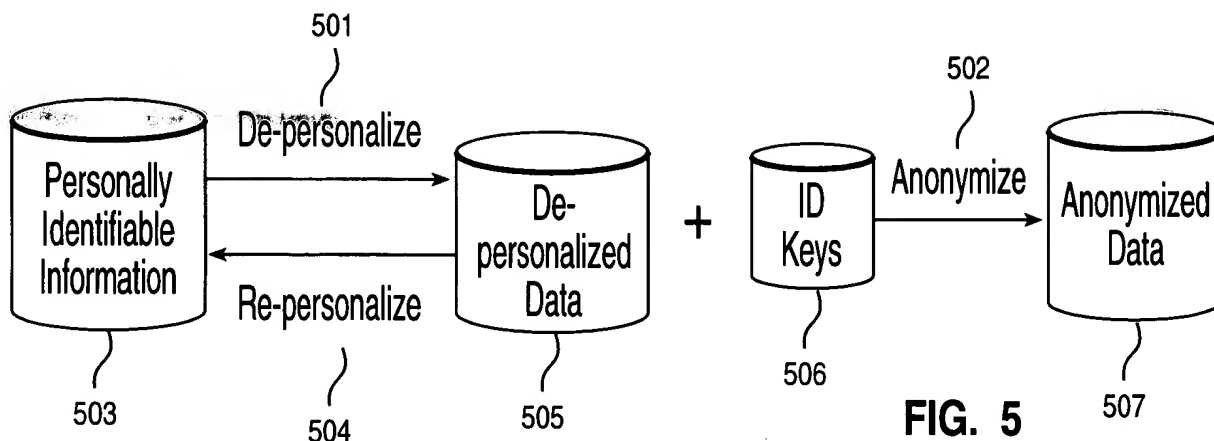 501
502
De-personalize
Anonymize
Personally
Identifiable
Information
De-
personalized
Data
+
ID
Keys
Anonymized
Data
Re-personalize
503
504
505
506
507
FIG. 5